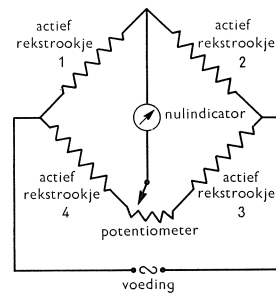 actief
rekstrookje
1
actief
rekstrookje
2
nulindicator
actief
rekstrookje
4
actief
rekstrookje
3
potentiometer
voeding